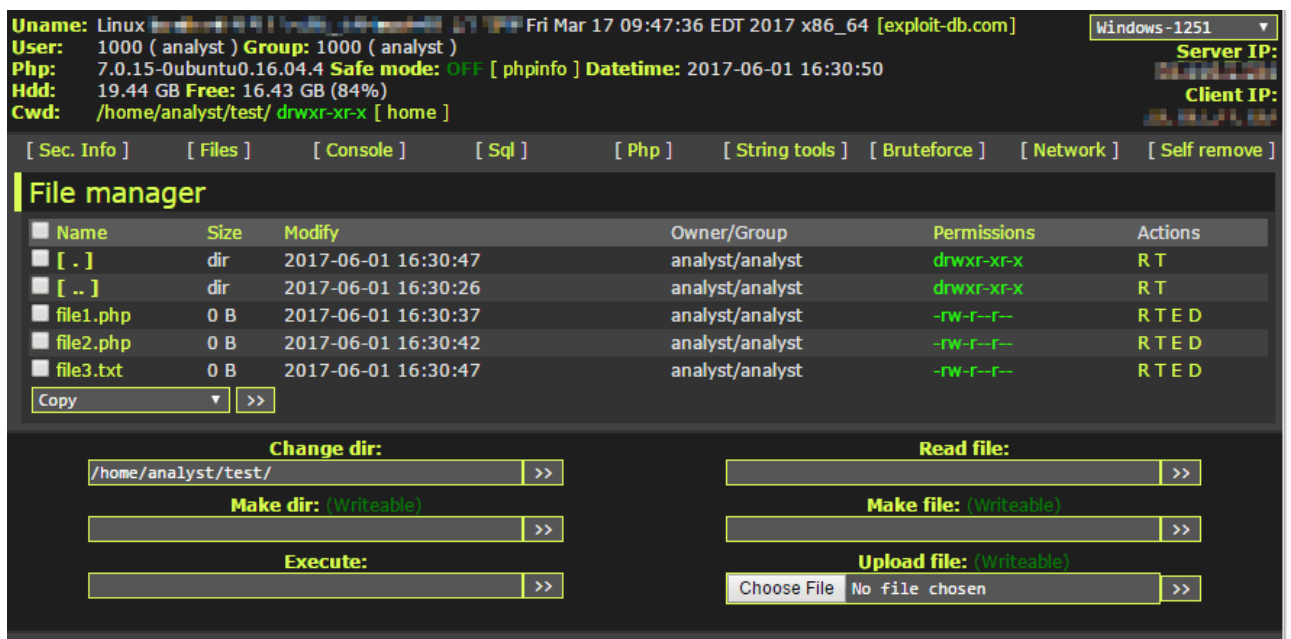 Uname: Linux Fri Mar 17 09:47:36 EDT 2017 x86_64 [exploit-db.com] Windows-1251
User: 1000 ( analyst ) Group: 1000 ( analyst ) Server IP:
Php: 7.0.15-0ubuntu0.16.04.4 Safe mode: OFF [ phpinfo ] Datetime: 2017-06-01 16:30:50
Hdd: 19.44 GB Free: 16.43 GB (84%) Client IP:
Cwd: /home/analyst/test/ drwxr-xr-x [ home ]
[ Sec. Info ] [ Files ] [ Console ] [ Sql ] [ Php ] [ String tools ] [ Bruteforce ] [ Network ] [ Self remove ]
File manager
Name Size Modify Owner/Group Permissions Actions
[ . ] dir 2017-06-01 16:30:47 analyst/analyst drwxr-xr-x R T
[ .. ] dir 2017-06-01 16:30:26 analyst/analyst drwxr-xr-x R T
file1.php 0 B 2017-06-01 16:30:37 analyst/analyst -rw-r--r-- R T E D
file2.php 0 B 2017-06-01 16:30:42 analyst/analyst -rw-r--r-- R T E D
file3.txt 0 B 2017-06-01 16:30:47 analyst/analyst -rw-r--r-- R T E D
Copy >>
Change dir: Read file:
/home/analyst/test/ >> >>
Make dir: (Writeable) Make file: (Writeable)
>> >>
Execute: Upload file: (Writeable)
>> Choose File No file chosen >>